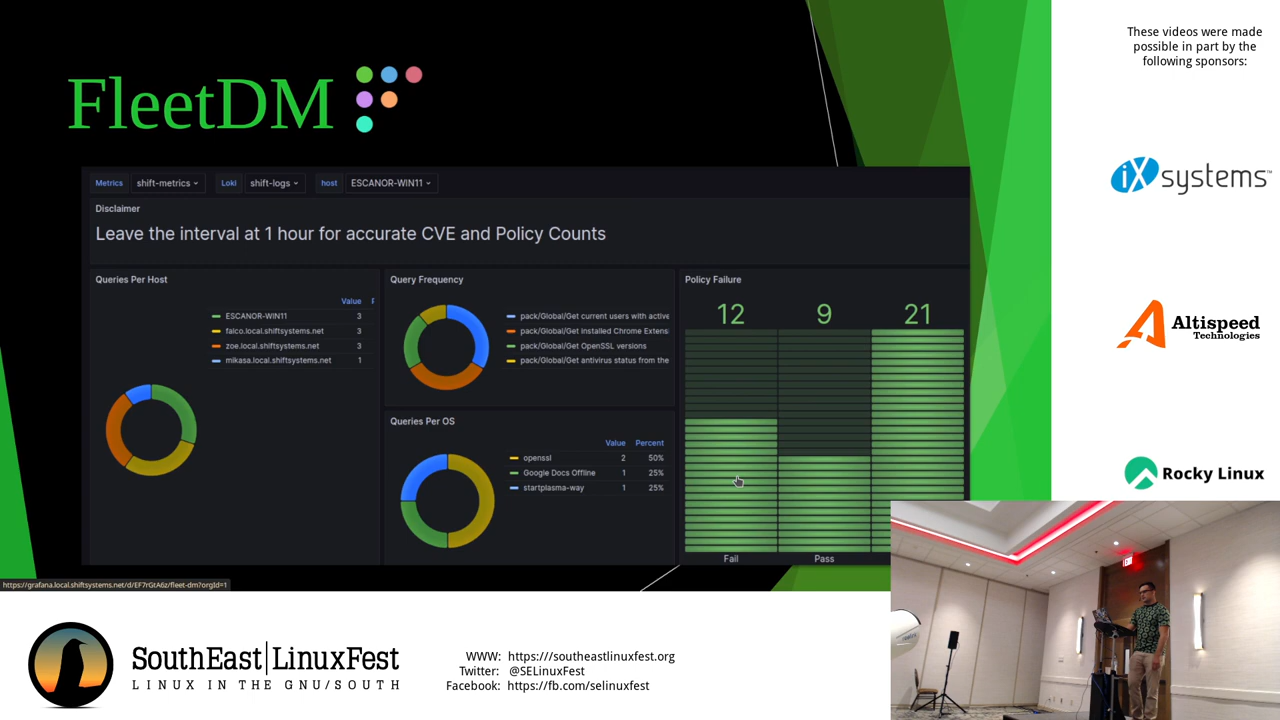 These videos were made
possible in part by the
following sponsors:
FleetDM
Metrics shift-metrics Loki shift-logs host ESCANOR-WIN11
Disclaimer
Leave the interval at 1 hour for accurate CVE and Policy Counts
Queries Per Host
Value
ESCANOR-WIN11 3
falco.local.shiftsystems.net 3
zoe.local.shiftsystems.net 3
mikasa.local.shiftsystems.net 1
Query Frequency
pack/Global/Get current users with active
pack/Global/Get Installed Chrome Extens
pack/Global/Get OpenSSL versions
pack/Global/Get antivirus status from the
Queries Per OS
Value Percent
openssl 2 50%
Google Docs Offline 1 25%
startplasma-way 1 25%
Policy Failure
12 9 21
Fail Pass
https://grafana.local.shiftsystems.net/d/EF7rGtA6z/fleet-dm?orgId=1
iXsystems™
Altispeed
Technologies
Rocky Linux
EXIT
SouthEast LinuxFest
LINUX IN THE GNU/SOUTH
WWW: https:///southeastlinuxfest.org
Twitter: @SELinuxFest
Facebook: https://fb.com/selinuxfest